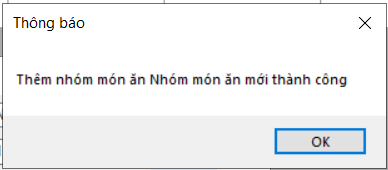 Thông báo
Thêm nhóm món ăn Nhóm món ăn mới thành công
OK